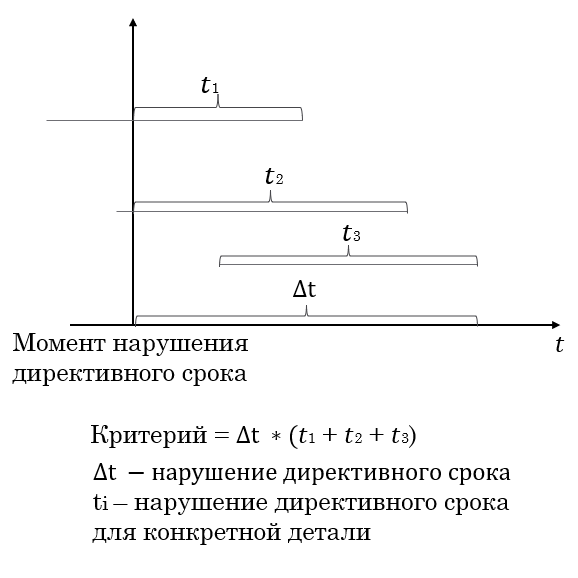 t1
t2
t3
Δt
Момент нарушения
директивного срока
t
Критерий = Δt * (t1 + t2 + t3)
Δt – нарушение директивного срока
ti – нарушение директивного срока
для конкретной детали